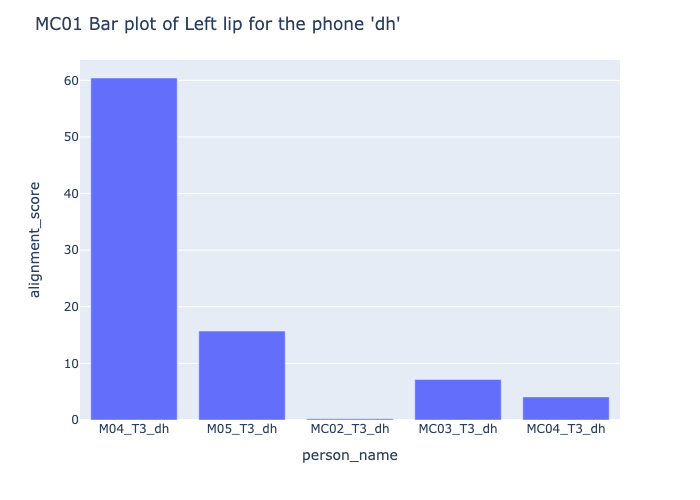 MC01 Bar plot of Left lip for the phone 'dh'
alignment_score
60
50
40
30
20
10
0
M04_T3_dh M05_T3_dh MC02_T3_dh MC03_T3_dh MC04_T3_dh
person_name